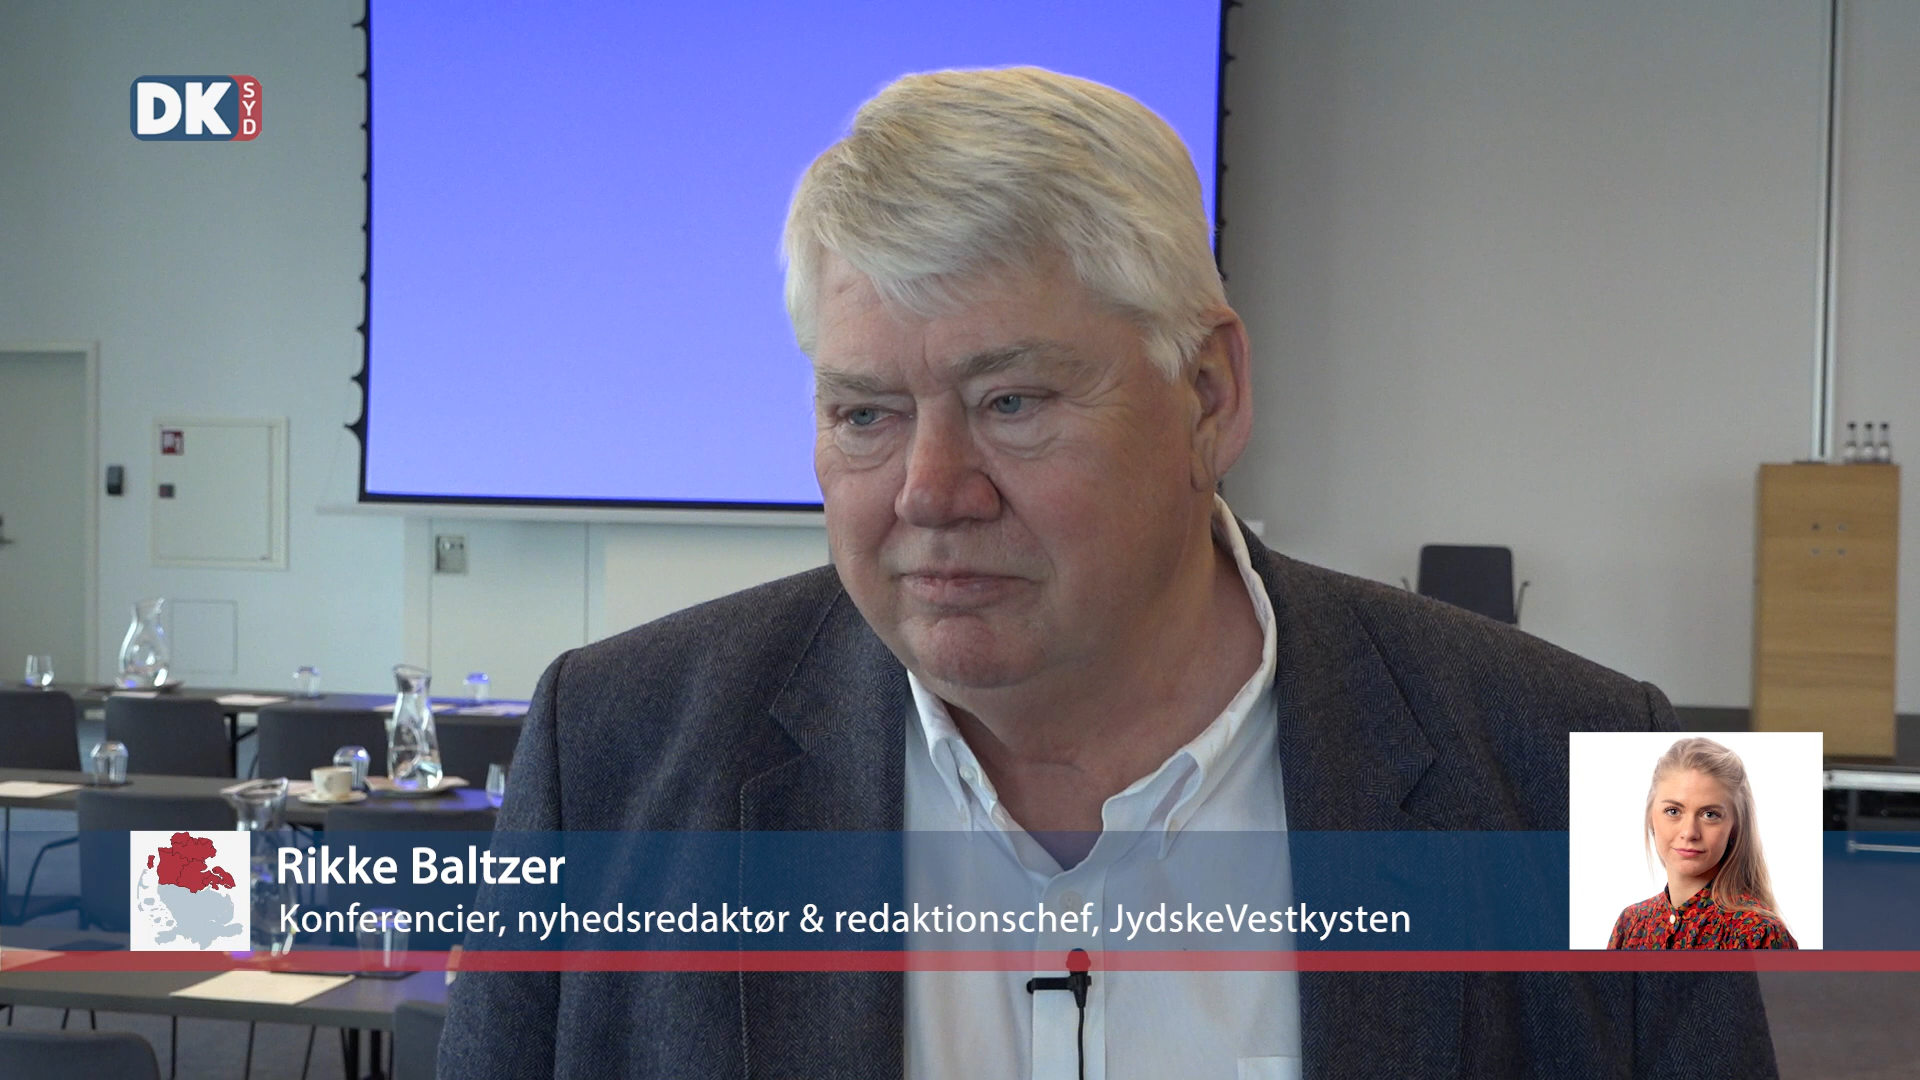 DK
SYD
Rikke Baltzer
Konferencier, nyhedsredaktør & redaktionschef, JydskeVestkysten